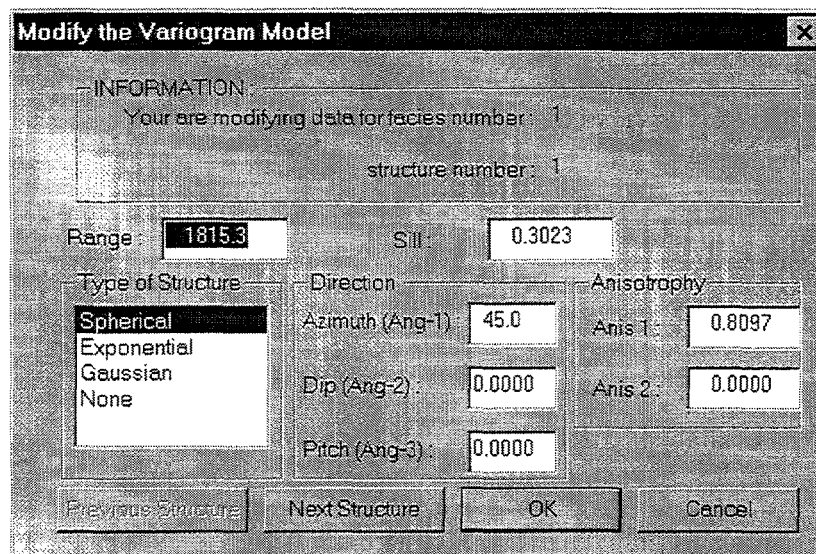 Modify the Variogram Model
INFORMATION
Your are modifying data for facies number : 1
structure number : 1
Range : 1815.3 Sill : 0.3023
Type of Structure
Spherical
Exponential
Gaussian
None
Direction
Azimuth (Ang-1) : 45.0
Dip (Ang-2) : 0.0000
Pitch (Ang-3) : 0.0000
Anisotrophy
Anis 1 : 0.8097
Anis 2 : 0.0000
Previous Structure Next Structure OK Cancel